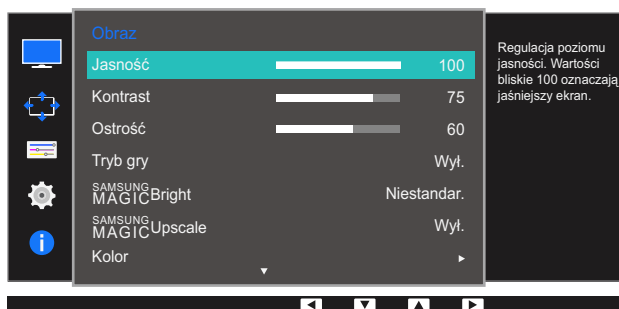 Obraz
Jasność 100
Kontrast 75
Ostrość 60
Tryb gry Wył.
SAMSUNG
MAGICBright Niestandar.
SAMSUNG
MAGICUpscale Wył.
Kolor
Regulacja poziomu
jasności. Wartości
bliskie 100 oznaczają
jaśniejszy ekran.